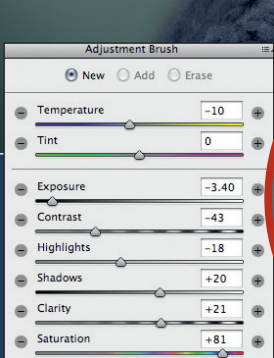 Adjustment Brush
New Add Erase
Temperature -10
Tint 0
Exposure -3.40
Contrast -43
Highlights -18
Shadows +20
Clarity +21
Saturation +81